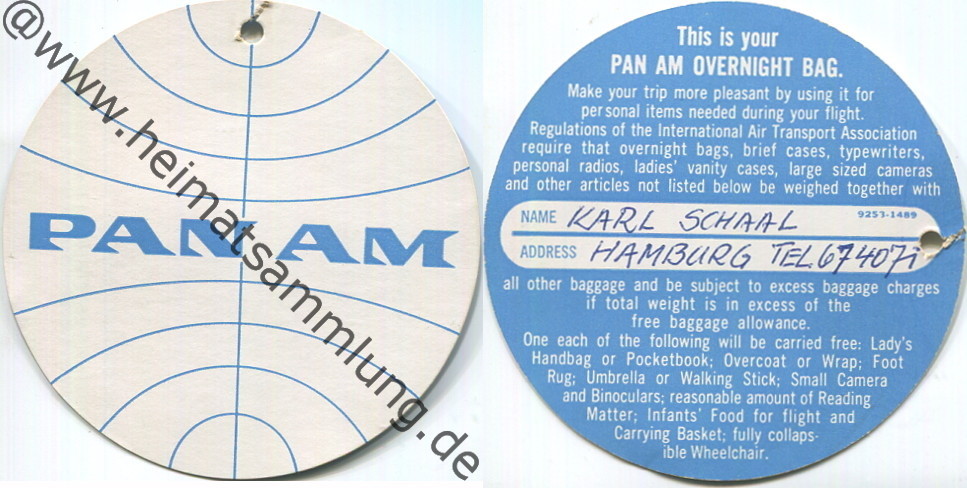 @www.heimatsammlung.de
PAN AM
This is your
PAN AM OVERNIGHT BAG.
Make your trip more pleasant by using it for
personal items needed during your flight.
Regulations of the International Air Transport Association
require that overnight bags, brief cases, typewriters,
personal radios, ladies' vanity cases, large sized cameras
and other articles not listed below be weighed together with
NAME KARL SCHAAL 9253-1489
ADDRESS HAMBURG TEL 674071
all other baggage and be subject to excess baggage charges
if total weight is in excess of the
free baggage allowance.
One each of the following will be carried free: Lady's
Handbag or Pocketbook; Overcoat or Wrap; Foot
Rug; Umbrella or Walking Stick; Small Camera
and Binoculars; reasonable amount of Reading
Matter; Infants' Food for flight and
Carrying Basket; fully collaps-
ible Wheelchair.